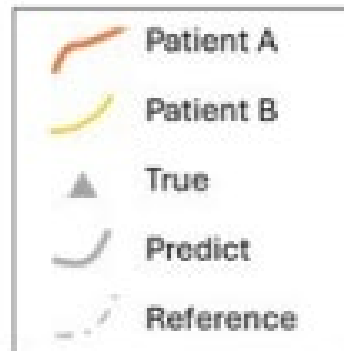 Patient A
Patient B
True
Predict
Reference